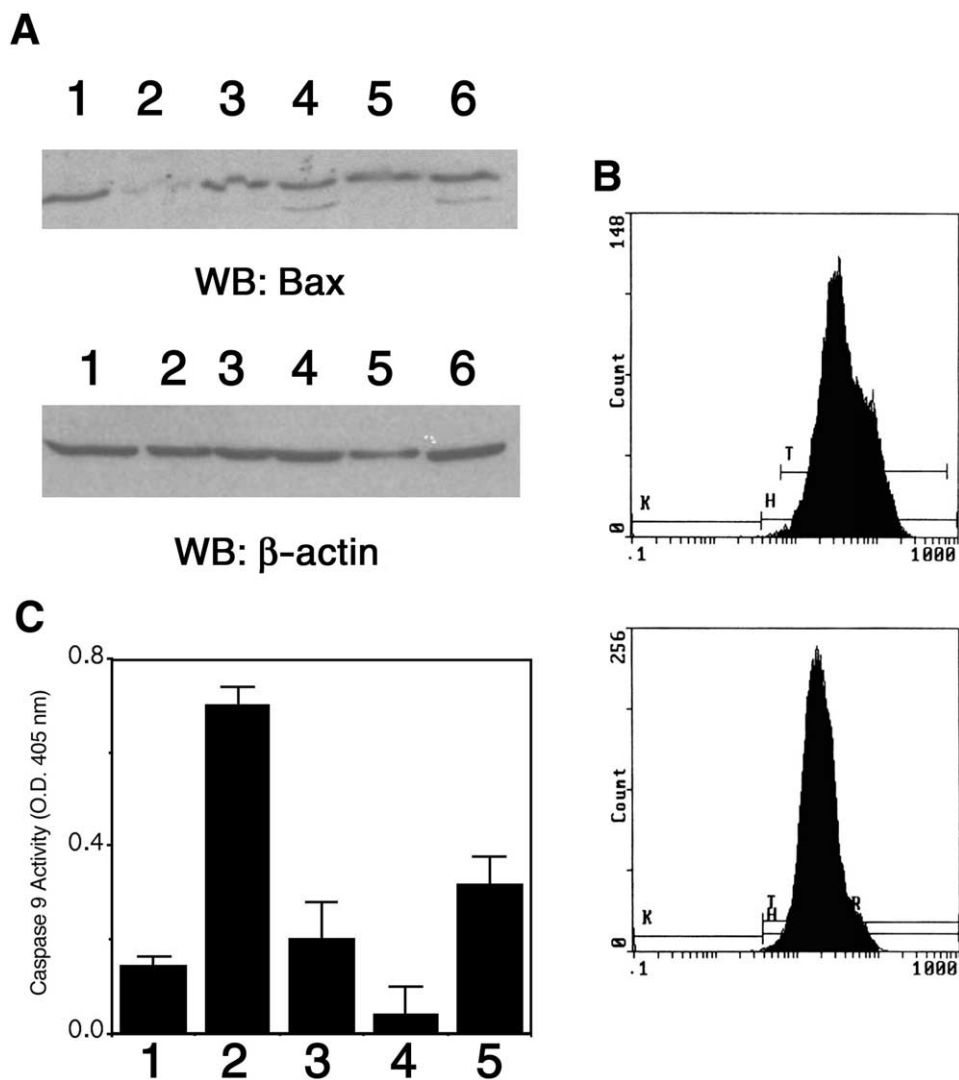 A
1 2 3 4 5 6
WB: Bax
1 2 3 4 5 6
WB: β-actin
B
148
Count
0
T
K
H
.1
1000
256
Count
0
T
H
R
K
.1
1000
C
0.8
0.4
0.0
Caspase 9 Activity (O.D. 405 nm)
1 2 3 4 5